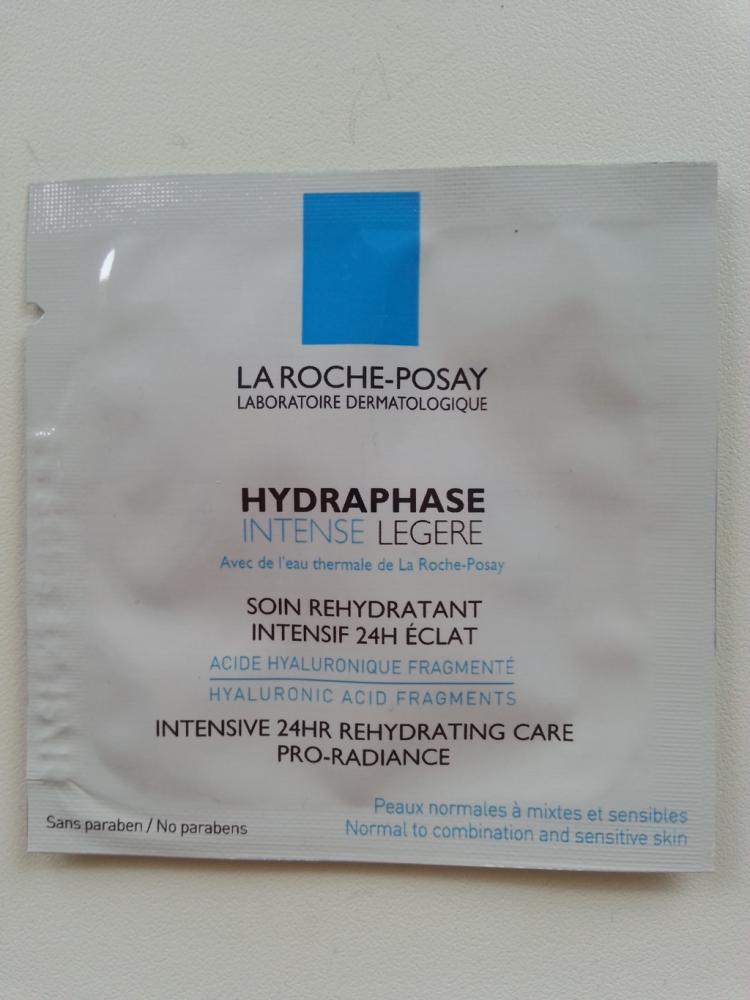 LA ROCHE-POSAY
LABORATOIRE DERMATOLOGIQUE
HYDRAPHASE
INTENSE LEGERE
Avec de l'eau thermale de La Roche-Posay
SOIN REHYDRATANT
INTENSIF 24H ÉCLAT
ACIDE HYALURONIQUE FRAGMENTÉ
HYALURONIC ACID FRAGMENTS
INTENSIVE 24HR REHYDRATING CARE
PRO-RADIANCE
Sans paraben / No parabens
Peaux normales à mixtes et sensibles
Normal to combination and sensitive skin